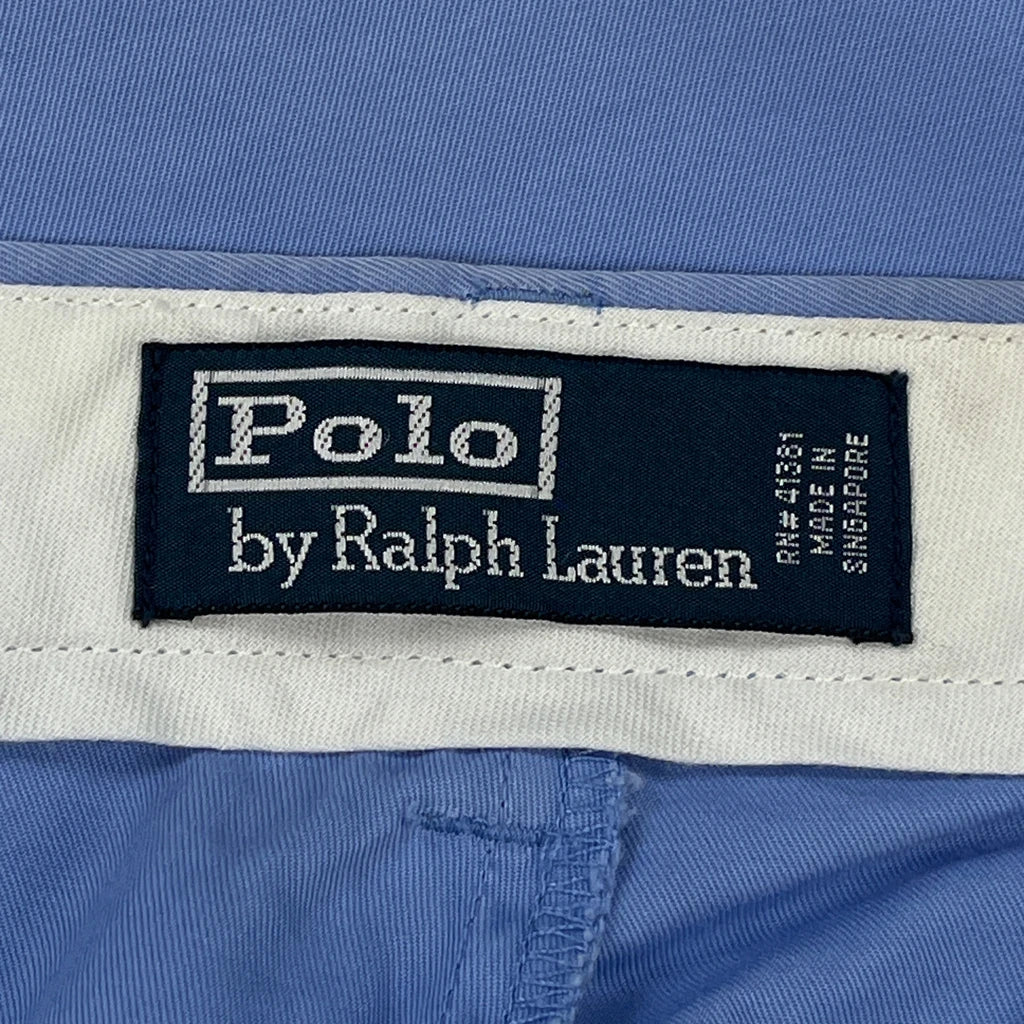 Polo
by Ralph Lauren
RN# 41381
MADE IN
SINGAPORE